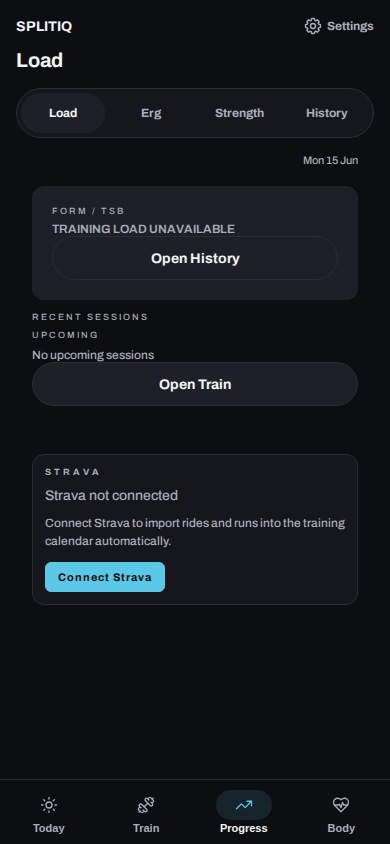 SPLITIQ
Settings
Load
Load
Erg
Strength
History
Mon 15 Jun
FORM / TSB
TRAINING LOAD UNAVAILABLE
Open History
RECENT SESSIONS
UPCOMING
No upcoming sessions
Open Train
STRAVA
Strava not connected
Connect Strava to import rides and runs into the training
calendar automatically.
Connect Strava
Today
Train
Progress
Body